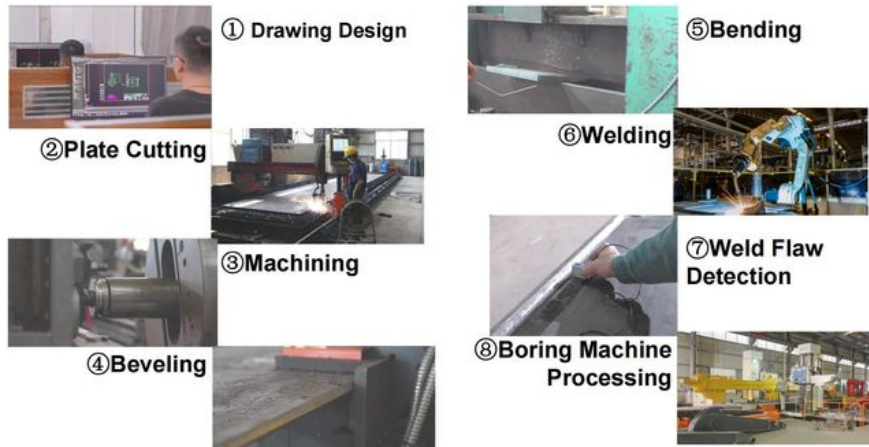 ① Drawing Design
②Plate Cutting
③Machining
④Beveling
⑤Bending
⑥Welding
⑦Weld Flaw
Detection
⑧Boring Machine
Processing